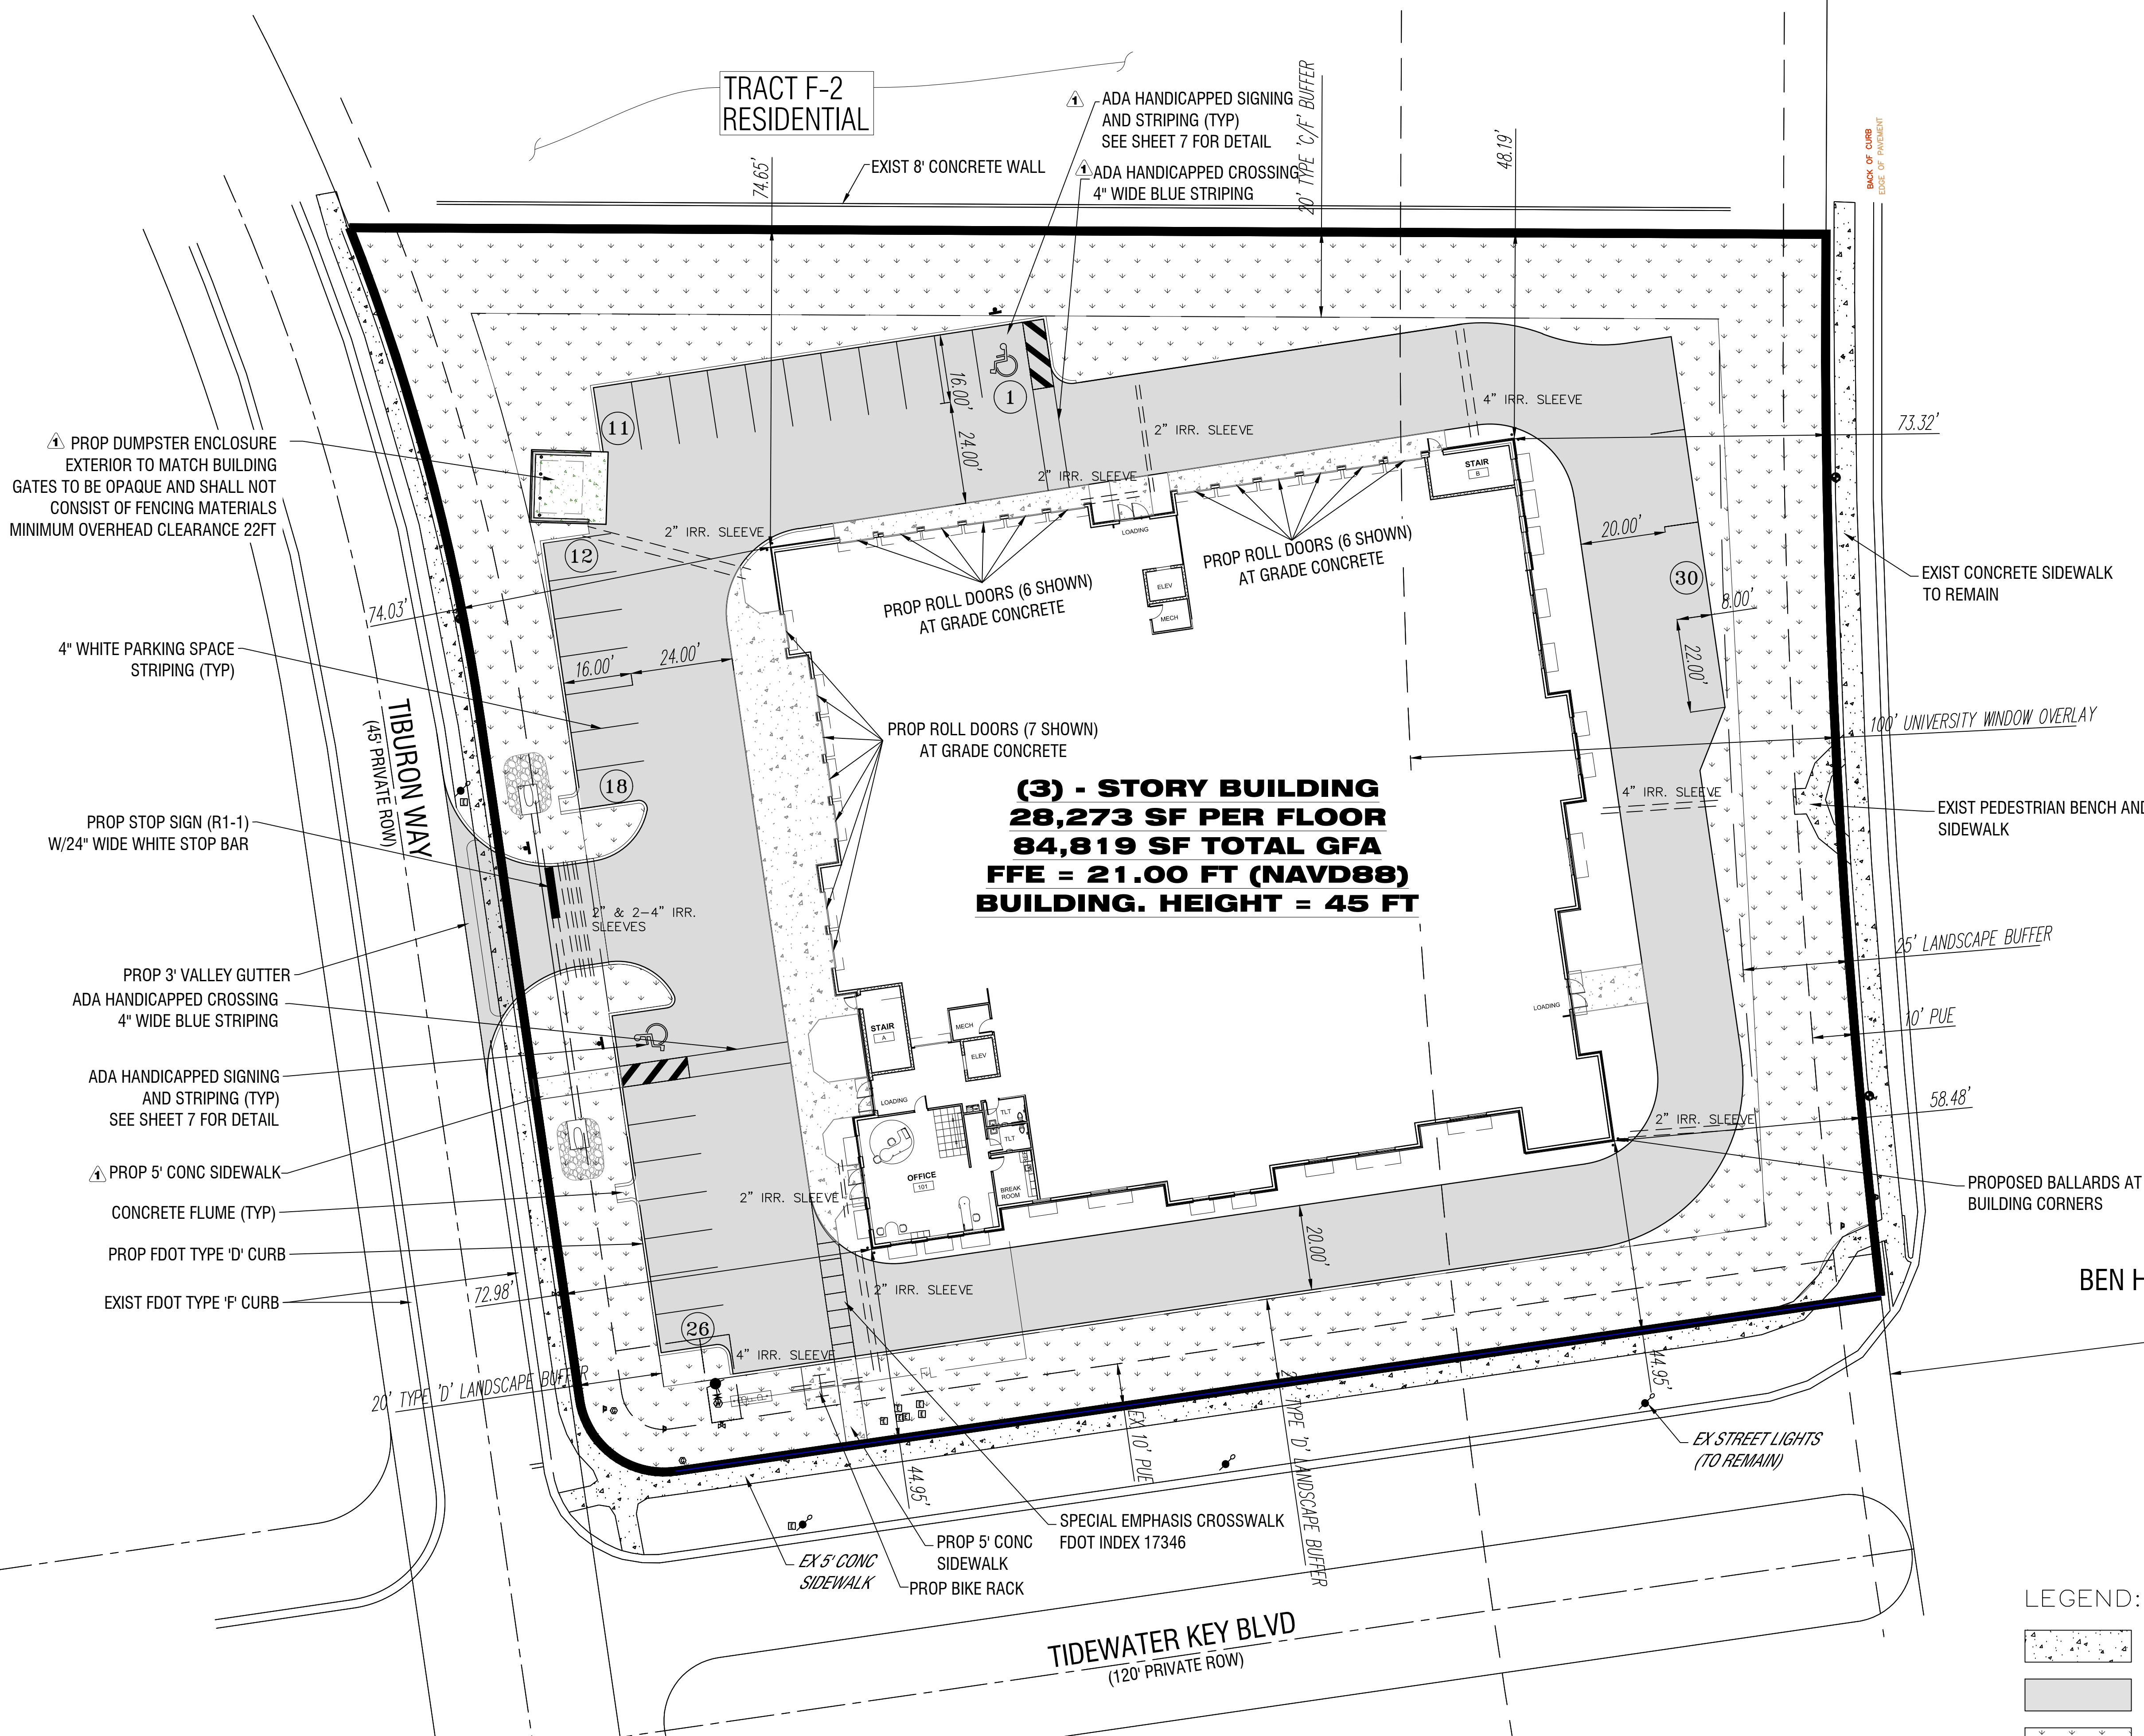 TRACT F-2
RESIDENTIAL
1
ADA HANDICAPPED SIGNING
AND STRIPING (TYP)
SEE SHEET 7 FOR DETAIL
1
ADA HANDICAPPED CROSSING
4" WIDE BLUE STRIPING
EXIST 8' CONCRETE WALL
74.65'
20' TYPE 'C/F' BUFFER
48.19'
BACK OF CURB
EDGE OF PAVEMENT
1
PROP DUMPSTER ENCLOSURE
EXTERIOR TO MATCH BUILDING
GATES TO BE OPAQUE AND SHALL NOT
CONSIST OF FENCING MATERIALS
MINIMUM OVERHEAD CLEARANCE 22FT
11
12
16.00'
24.00'
1
2" IRR. SLEEVE
4" IRR. SLEEVE
2" IRR. SLEEVE
2" IRR. SLEEVE
73.32'
STAIR
B
LOADING
ELEV
MECH
PROP ROLL DOORS (6 SHOWN)
AT GRADE CONCRETE
PROP ROLL DOORS (6 SHOWN)
AT GRADE CONCRETE
20.00'
30
8.00'
22.00'
EXIST CONCRETE SIDEWALK
TO REMAIN
74.03'
4" WHITE PARKING SPACE
STRIPING (TYP)
16.00'
24.00'
TIBURON WAY
(45' PRIVATE ROW)
PROP ROLL DOORS (7 SHOWN)
AT GRADE CONCRETE
100' UNIVERSITY WINDOW OVERLAY
18
(3) - STORY BUILDING
28,273 SF PER FLOOR
84,819 SF TOTAL GFA
FFE = 21.00 FT (NAVD88)
BUILDING. HEIGHT = 45 FT
4" IRR. SLEEVE
EXIST PEDESTRIAN BENCH AND
SIDEWALK
PROP STOP SIGN (R1-1)
W/24" WIDE WHITE STOP BAR
2" & 2-4" IRR.
SLEEVES
25' LANDSCAPE BUFFER
PROP 3' VALLEY GUTTER
ADA HANDICAPPED CROSSING
4" WIDE BLUE STRIPING
LOADING
10' PUE
STAIR
A
MECH
ELEV
ADA HANDICAPPED SIGNING
AND STRIPING (TYP)
SEE SHEET 7 FOR DETAIL
LOADING
TLT
TLT
58.48'
2" IRR. SLEEVE
1
PROP 5' CONC SIDEWALK
OFFICE
101
BREAK
ROOM
2" IRR. SLEEVE
PROPOSED BALLARDS AT
BUILDING CORNERS
CONCRETE FLUME (TYP)
PROP FDOT TYPE 'D' CURB
20.00'
EXIST FDOT TYPE 'F' CURB
72.98'
2" IRR. SLEEVE
BEN H
26
4" IRR. SLEEVE
FL
20' TYPE 'D' LANDSCAPE BUFFER
44.95'
EX 10' PUE
TYPE 'D' LANDSCAPE BUFFER
44.95'
EX STREET LIGHTS
(TO REMAIN)
SPECIAL EMPHASIS CROSSWALK
FDOT INDEX 17346
PROP 5' CONC
SIDEWALK
EX 5' CONC
SIDEWALK
PROP BIKE RACK
TIDEWATER KEY BLVD
(120' PRIVATE ROW)
LEGEND: